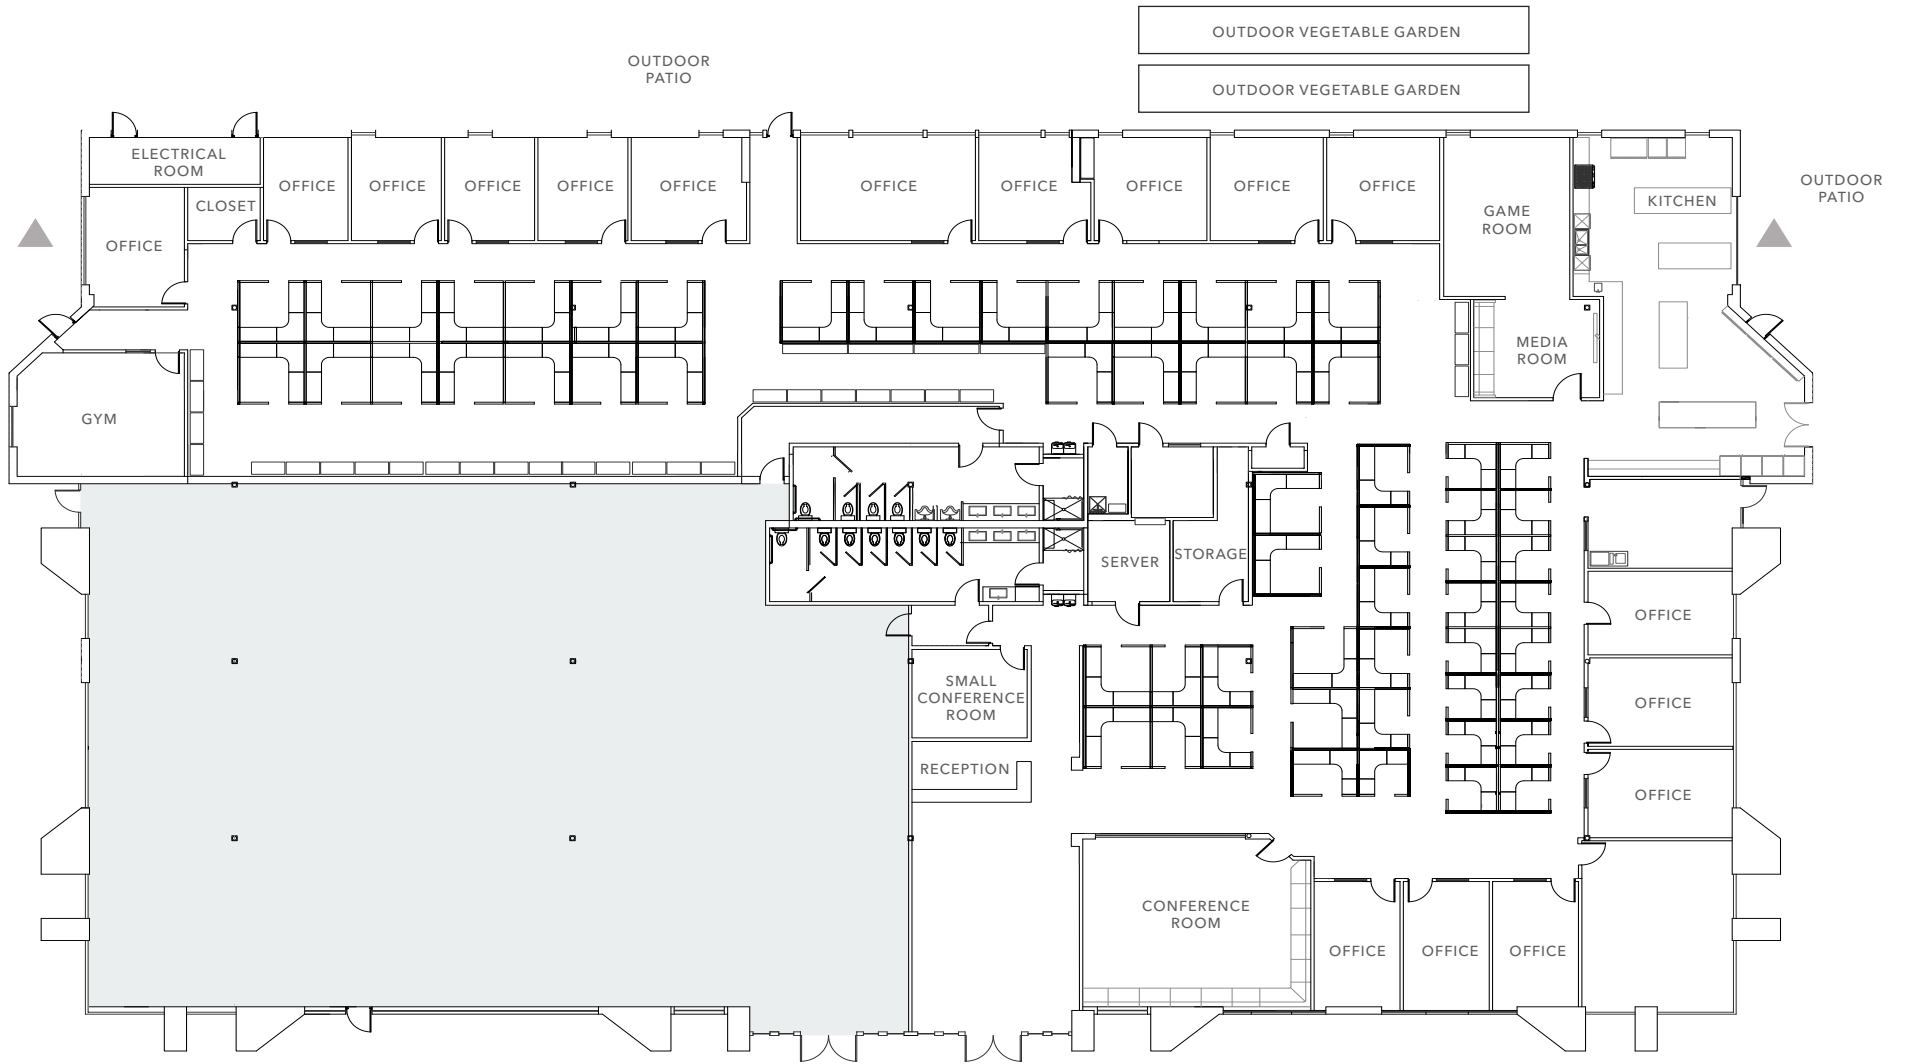 OUTDOOR VEGETABLE GARDEN
OUTDOOR
PATIO
OUTDOOR VEGETABLE GARDEN
ELECTRICAL
ROOM
OFFICE
OFFICE
OFFICE
OFFICE
OFFICE
OFFICE
OFFICE
OFFICE
OFFICE
OFFICE
OUTDOOR
PATIO
CLOSET
KITCHEN
GAME
ROOM
OFFICE
MEDIA
ROOM
GYM
SERVER
STORAGE
OFFICE
SMALL
CONFERENCE
ROOM
OFFICE
RECEPTION
OFFICE
CONFERENCE
ROOM
OFFICE
OFFICE
OFFICE